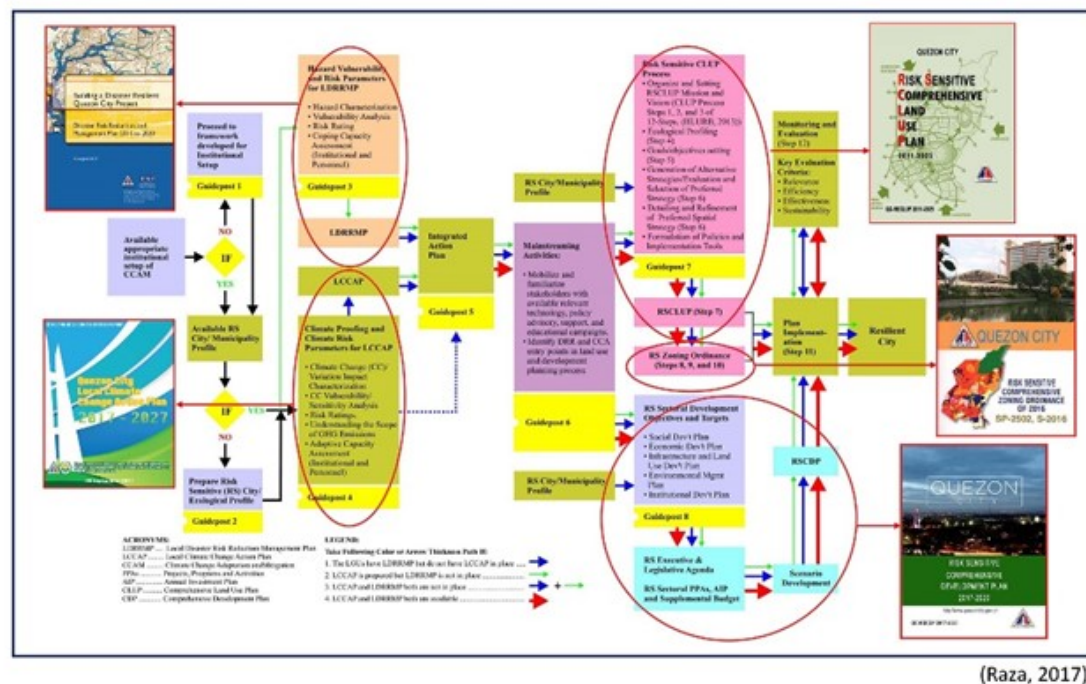 Building a Disaster Resilient
Quezon City Project
Disaster Risk Reduction and
Management Plan
Proceed to
framework developed for
Institutional
Setup
Guidepost 1
Available
appropriate
institutional
setup of
CCAM
NO
IF
YES
Available RS
City/ Municipality
Profile
IF
YES
NO
Prepare Risk
Sensitive (RS) City/
Ecological Profile
Guidepost 2
Quezon City
Local Climate
Change Action Plan
2017 - 2027
Hazard Vulnerability
and Risk Parameters
for LDRRMP
• Hazard Characterization
• Vulnerability Analysis
• Risk Rating
• Coping Capacity
Assessment
(Institutional and
Personnel)
Guidepost 3
LDRRMP
LCCAP
Climate Proofing and
Climate Risk
Parameters for LCCAP
• Climate Change (CC)/
Variation Impact
Characterization
• CC Vulnerability/
Sensitivity Analysis
• Risk Ratings
• Understanding the Scope
of GHG Emissions
• Adaptive Capacity
Assessment
(Institutional and
Personnel)
Guidepost 4
Integrated
Action
Plan
Guidepost 5
RS City/Municipality
Profile
Mainstreaming
Activities:
• Mobilize and
familiarize
stakeholders with
available relevant
technology, policy
advisory, support, and
educational campaigns.
• Identify DRR and CCA
entry points in land use
and development
planning process
Guidepost 6
RS City/Municipality
Profile
Risk Sensitive CLUP
Process
• Organize and Setting
RSCLUP Mission and
Vision (CLUP Process
Steps 1, 2, and 3 of
12-Steps, (HLURB, 2013))
• Ecological Profiling
(Step 4)
• Goals/objectives setting
(Step 5)
• Generation of Alternative
Strategies/Evaluation and
Selection of Preferred
Strategy (Step 6)
• Detailing and Refinement
of Preferred Spatial
Strategy (Step 6)
• Formulation of Policies and
Implementation Tools
Guidepost 7
RSCLUP (Step 7)
RS Zoning Ordinance
(Steps 8, 9, and 10)
RS Sectoral Development
Objectives and Targets
• Social Dev't Plan
• Economic Dev't Plan
• Infrastructure and Land
Use Dev't Plan
• Environmental Mgmt
Plan
• Institutional Dev't Plan
Guidepost 8
RS Executive &
Legislative Agenda
RS Sectoral PPAs, AIP
and Supplemental Budget
Monitoring and
Evaluation
(Step 12)
Key Evaluation
Criteria:
• Relevance
• Efficiency
• Effectiveness
• Sustainability
Plan
Implement-
ation
(Step 11)
Resilient
City
RSCDP
Scenario
Development
QUEZON CITY
RISK SENSITIVE
COMPREHENSIVE
LAND
USE
PLAN
2011-2025
QUEZON CITY
RISK SENSITIVE
COMPREHENSIVE
ZONING ORDINANCE
OF 2016
SP-2502, S-2016
QUEZON
CITY
RISK SENSITIVE
COMPREHENSIVE
DEVELOPMENT PLAN
ACRONYMS:
LDRRMP .... Local Disaster Risk Reduction Management Plan
LCCAP ........ Local Climate Change Action Plan
CCAM ......... Climate Change Adaptation and Mitigation
PPAs ........... Projects, Programs and Activities
AIP .............. Annual Investment Plan
CLUP ........... Comprehensive Land Use Plan
CDP ............. Comprehensive Development Plan
LEGEND:
Take Following Color or Arrow Thickness Path If:
1. The LGUs have LDRRMP but do not have LCCAP in place ....
2. LCCAP is prepared but LDRRMP is not in place ....
3. LCCAP and LDRRMP both are not in place .... +
4. LCCAP and LDRRMP both are available ....
(Raza, 2017)